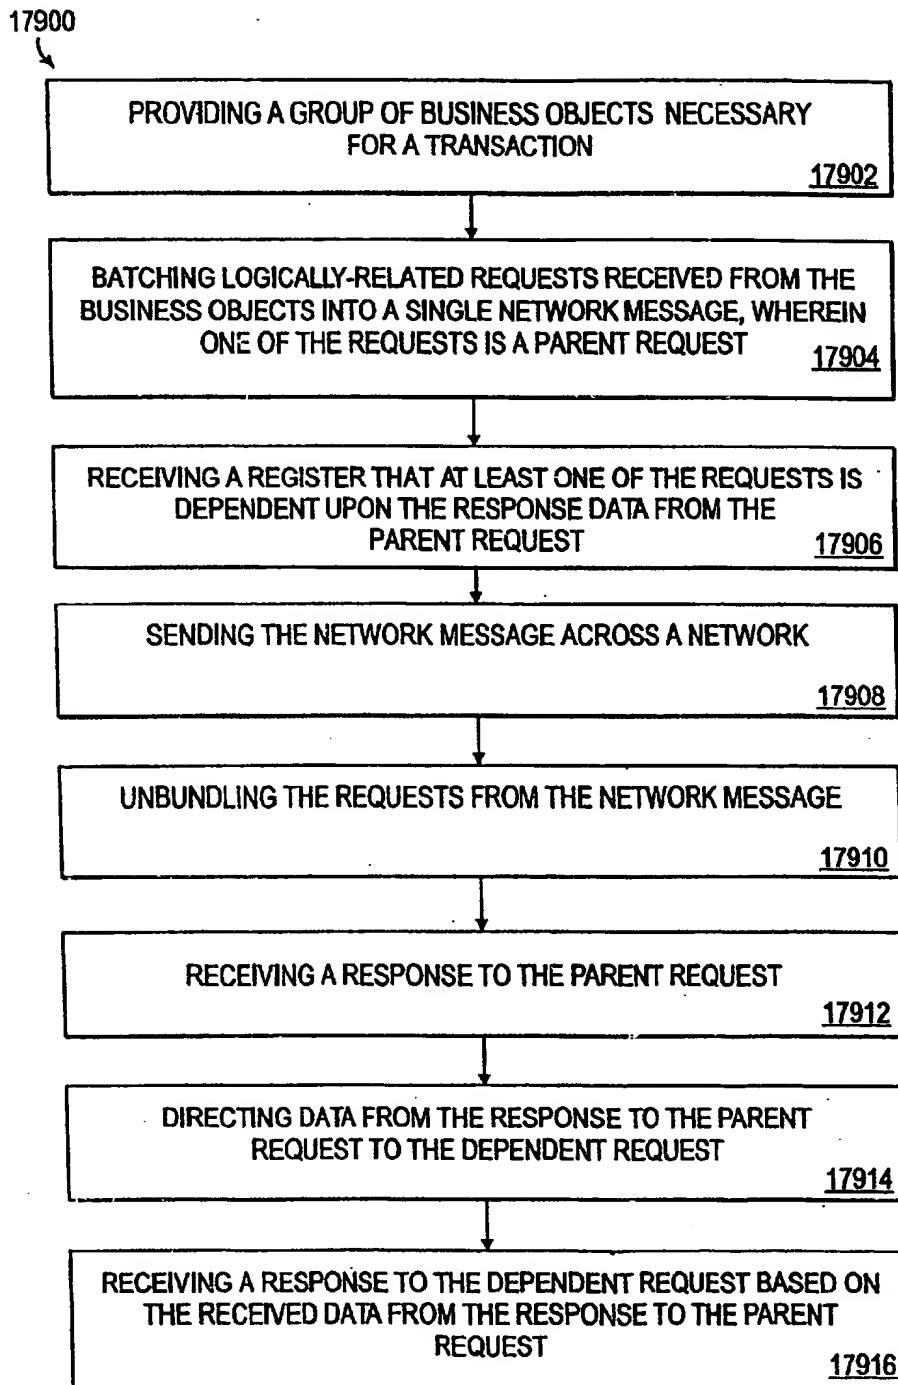 17900
PROVIDING A GROUP OF BUSINESS OBJECTS NECESSARY
FOR A TRANSACTION
17902
BATCHING LOGICALLY-RELATED REQUESTS RECEIVED FROM THE
BUSINESS OBJECTS INTO A SINGLE NETWORK MESSAGE, WHEREIN
ONE OF THE REQUESTS IS A PARENT REQUEST
17904
RECEIVING A REGISTER THAT AT LEAST ONE OF THE REQUESTS IS
DEPENDENT UPON THE RESPONSE DATA FROM THE
PARENT REQUEST
17906
SENDING THE NETWORK MESSAGE ACROSS A NETWORK
17908
UNBUNDLING THE REQUESTS FROM THE NETWORK MESSAGE
17910
RECEIVING A RESPONSE TO THE PARENT REQUEST
17912
DIRECTING DATA FROM THE RESPONSE TO THE PARENT
REQUEST TO THE DEPENDENT REQUEST
17914
RECEIVING A RESPONSE TO THE DEPENDENT REQUEST BASED ON
THE RECEIVED DATA FROM THE RESPONSE TO THE PARENT
REQUEST
17916